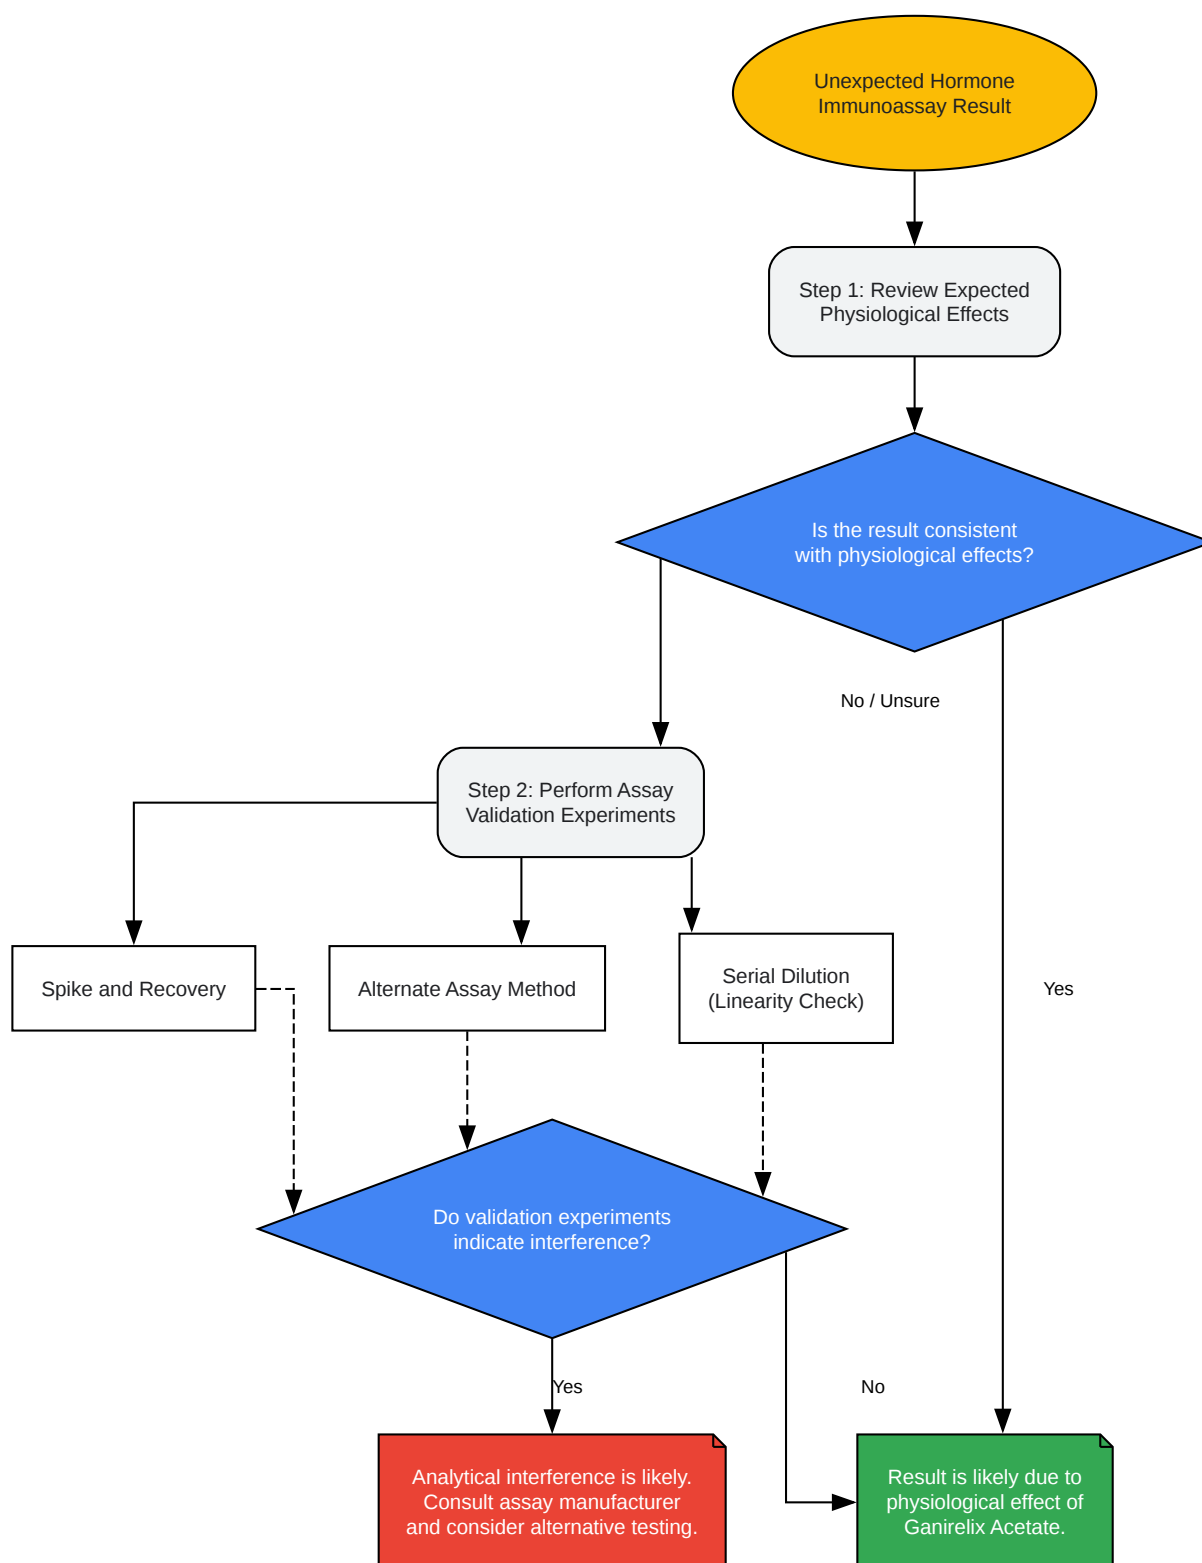 Unexpected Hormone
Immunoassay Result
Step 1: Review Expected
Physiological Effects
Is the result consistent
with physiological effects?
No / Unsure
Step 2: Perform Assay
Validation Experiments
Spike and Recovery
Alternate Assay Method
Serial Dilution
(Linearity Check)
Yes
Do validation experiments
indicate interference?
Yes
No
Analytical interference is likely.
Consult assay manufacturer
and consider alternative testing.
Result is likely due to
physiological effect of
Ganirelix Acetate.